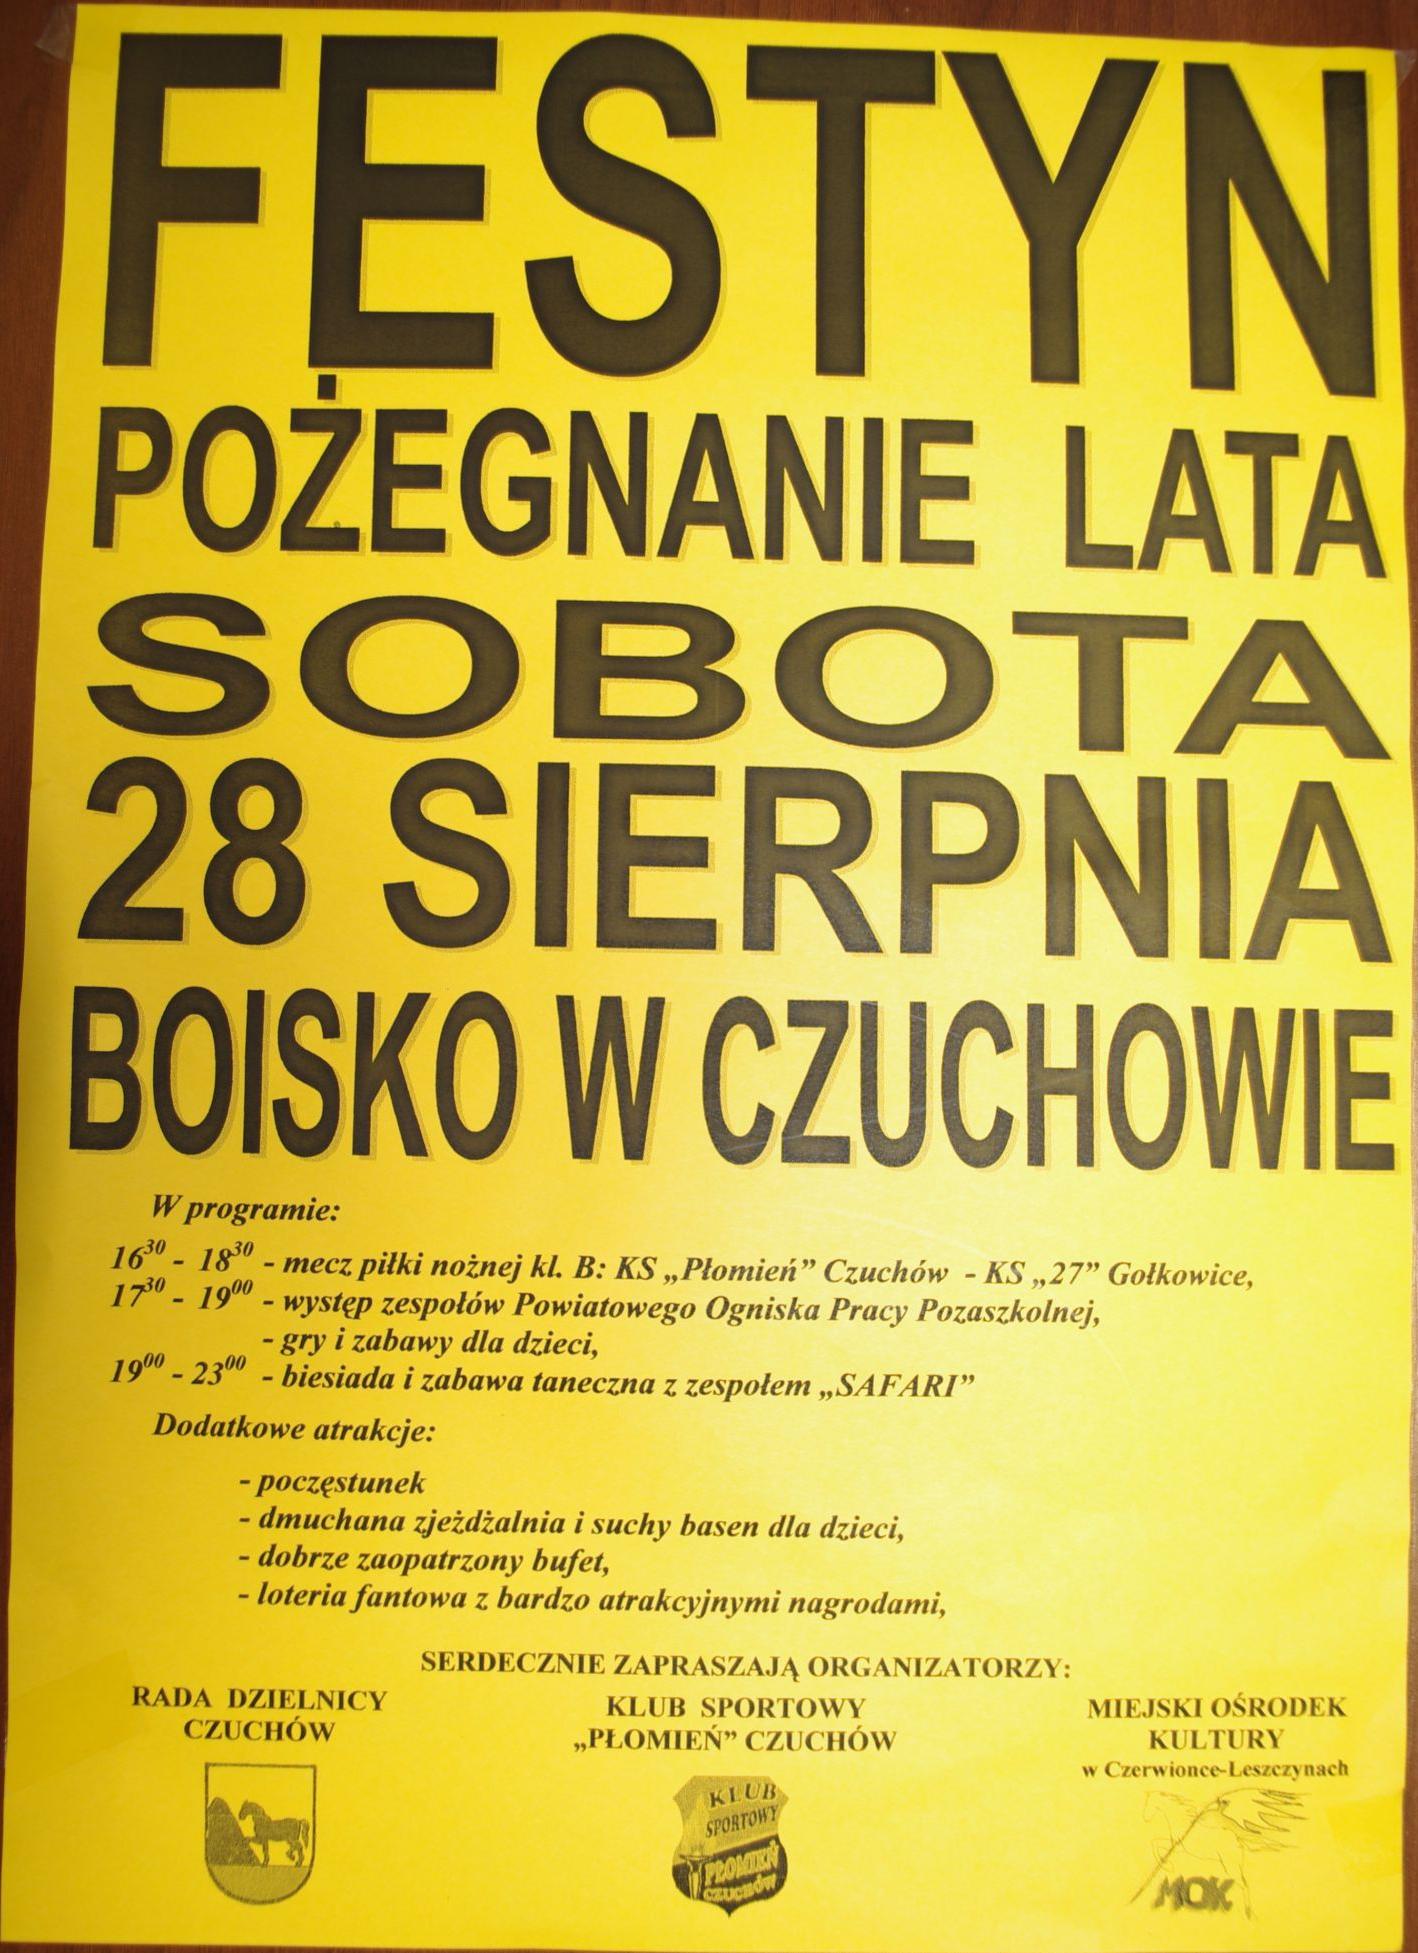 FESTYN
POŻEGNANIE LATA
SOBOTA
28 SIERPNIA
BOISKO W CZUCHOWIE
W programie:
16³⁰ - 18³⁰ - mecz piłki nożnej kl. B: KS „Płomień” Czuchów - KS „27” Gołkowice,
17³⁰ - 19⁰⁰ - występ zespołów Powiatowego Ogniska Pracy Pozaszkolnej,
- gry i zabawy dla dzieci,
19⁰⁰ - 23⁰⁰ - biesiada i zabawa taneczna z zespołem „SAFARI”
Dodatkowe atrakcje:
- poczęstunek
- dmuchana zjeżdżalnia i suchy basen dla dzieci,
- dobrze zaopatrzony bufet,
- loteria fantowa z bardzo atrakcyjnymi nagrodami,
SERDECZNIE ZAPRASZAJĄ ORGANIZATORZY:
RADA DZIELNICY
CZUCHÓW
KLUB SPORTOWY
„PŁOMIEŃ” CZUCHÓW
MIEJSKI OŚRODEK
KULTURY
w Czerwionce-Leszczynach
KLUB
SPORTOWY
PŁOMIEŃ
CZUCHÓW
MOK